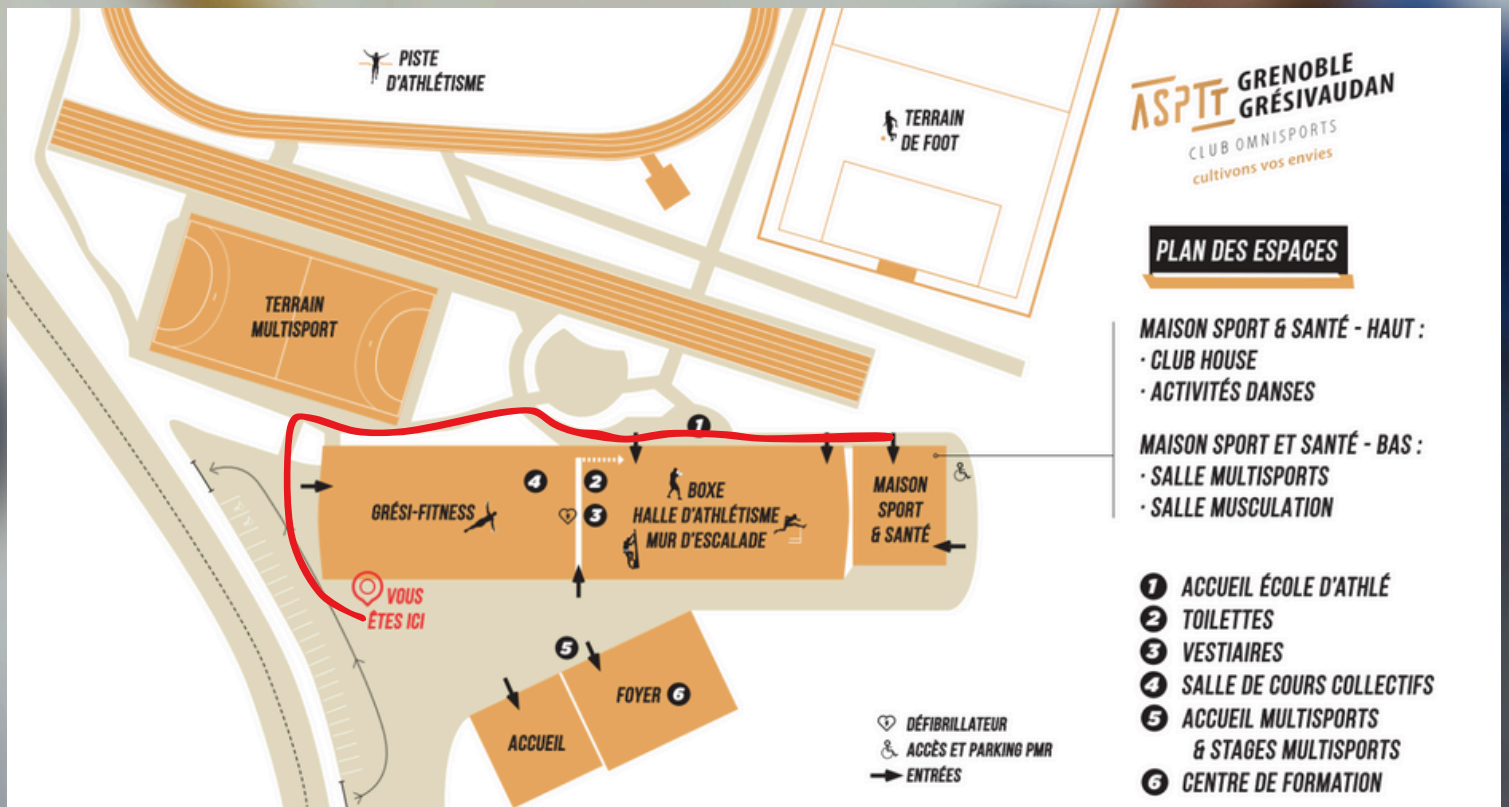 PISTE
D'ATHLÉTISME
TERRAIN
DE FOOT
TERRAIN
MULTISPORT
1
4
2
3
GRÉSI-FITNESS
BOXE
HALLE D'ATHLÉTISME
MUR D'ESCALADE
MAISON
SPORT
& SANTÉ
VOUS
ÊTES ICI
5
FOYER 6
ACCUEIL
DÉFIBRILLATEUR
ACCÈS ET PARKING PMR
ENTRÉES
ASPTT GRENOBLE
GRÉSIVAUDAN
CLUB OMNISPORTS
cultivons vos envies
PLAN DES ESPACES
MAISON SPORT & SANTÉ - HAUT :
· CLUB HOUSE
· ACTIVITÉS DANSES
MAISON SPORT ET SANTÉ - BAS :
· SALLE MULTISPORTS
· SALLE MUSCULATION
1 ACCUEIL ÉCOLE D'ATHLÉ
2 TOILETTES
3 VESTIAIRES
4 SALLE DE COURS COLLECTIFS
5 ACCUEIL MULTISPORTS
& STAGES MULTISPORTS
6 CENTRE DE FORMATION